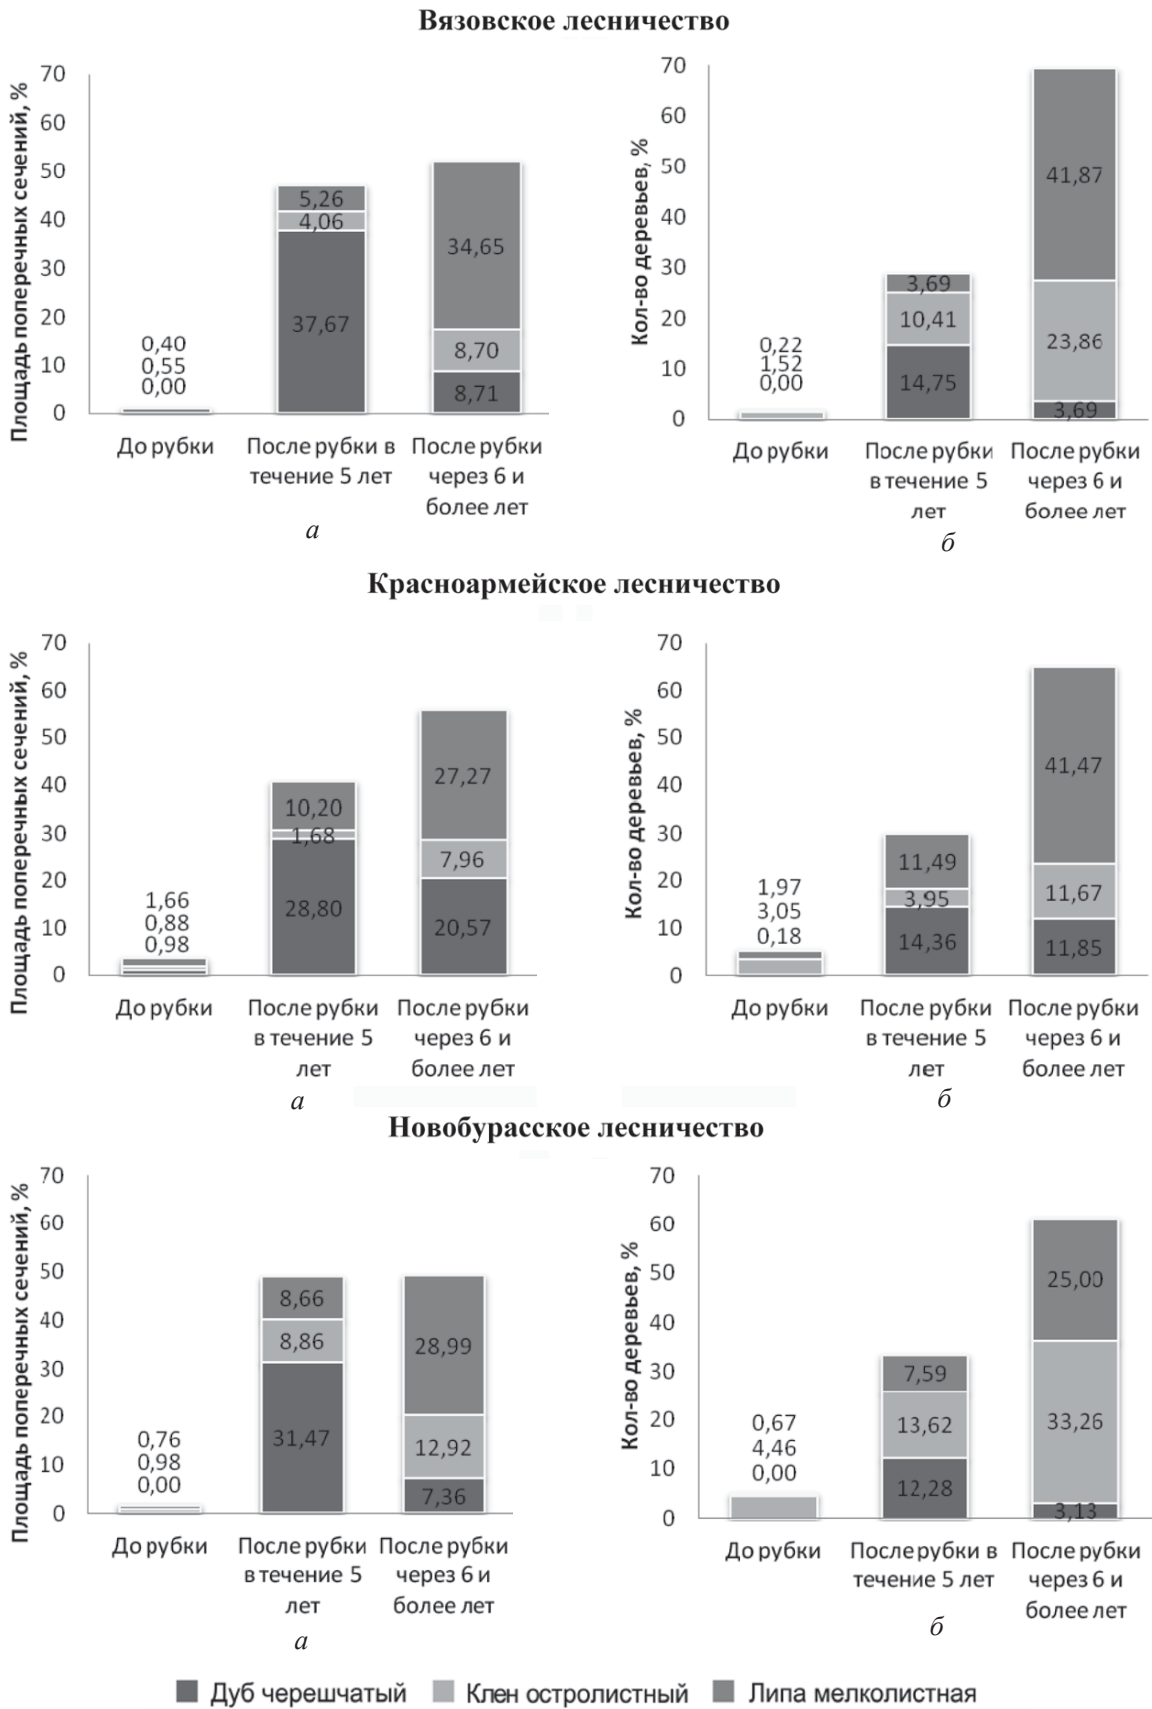 Вязовское лесничество
Площадь поперечных сечений, %
70
60
50
40
30
20
10
0
0,40
0,55
0,00
5,26
4,06
37,67
34,65
8,70
8,71
До рубки
После рубки в
течение 5 лет
После рубки
через 6 и
более лет
а
Кол-во деревьев, %
70
60
50
40
30
20
10
0
0,22
1,52
0,00
3,69
10,41
14,75
41,87
23,86
3,69
До рубки
После рубки
в течение 5
лет
После рубки
через 6 и
более лет
б
Красноармейское лесничество
Площадь поперечных сечений, %
70
60
50
40
30
20
10
0
1,66
0,88
0,98
10,20
1,68
28,80
27,27
7,96
20,57
До рубки
После рубки
в течение 5
лет
После рубки
через 6 и
более лет
а
Кол-во деревьев, %
70
60
50
40
30
20
10
0
1,97
3,05
0,18
11,49
3,95
14,36
41,47
11,67
11,85
До рубки
После рубки
в течение 5
лет
После рубки
через 6 и
более лет
б
Новобурасское лесничество
Площадь поперечных сечений, %
70
60
50
40
30
20
10
0
0,76
0,98
0,00
8,66
8,86
31,47
28,99
12,92
7,36
До рубки
После рубки
в течение 5
лет
После рубки
через 6 и
более лет
а
Кол-во деревьев, %
70
60
50
40
30
20
10
0
0,67
4,46
0,00
7,59
13,62
12,28
25,00
33,26
3,13
До рубки
После рубки в
течение 5 лет
После рубки
через 6 и
более лет
б
Дуб черешчатый Клен остролистный Липа мелколистная